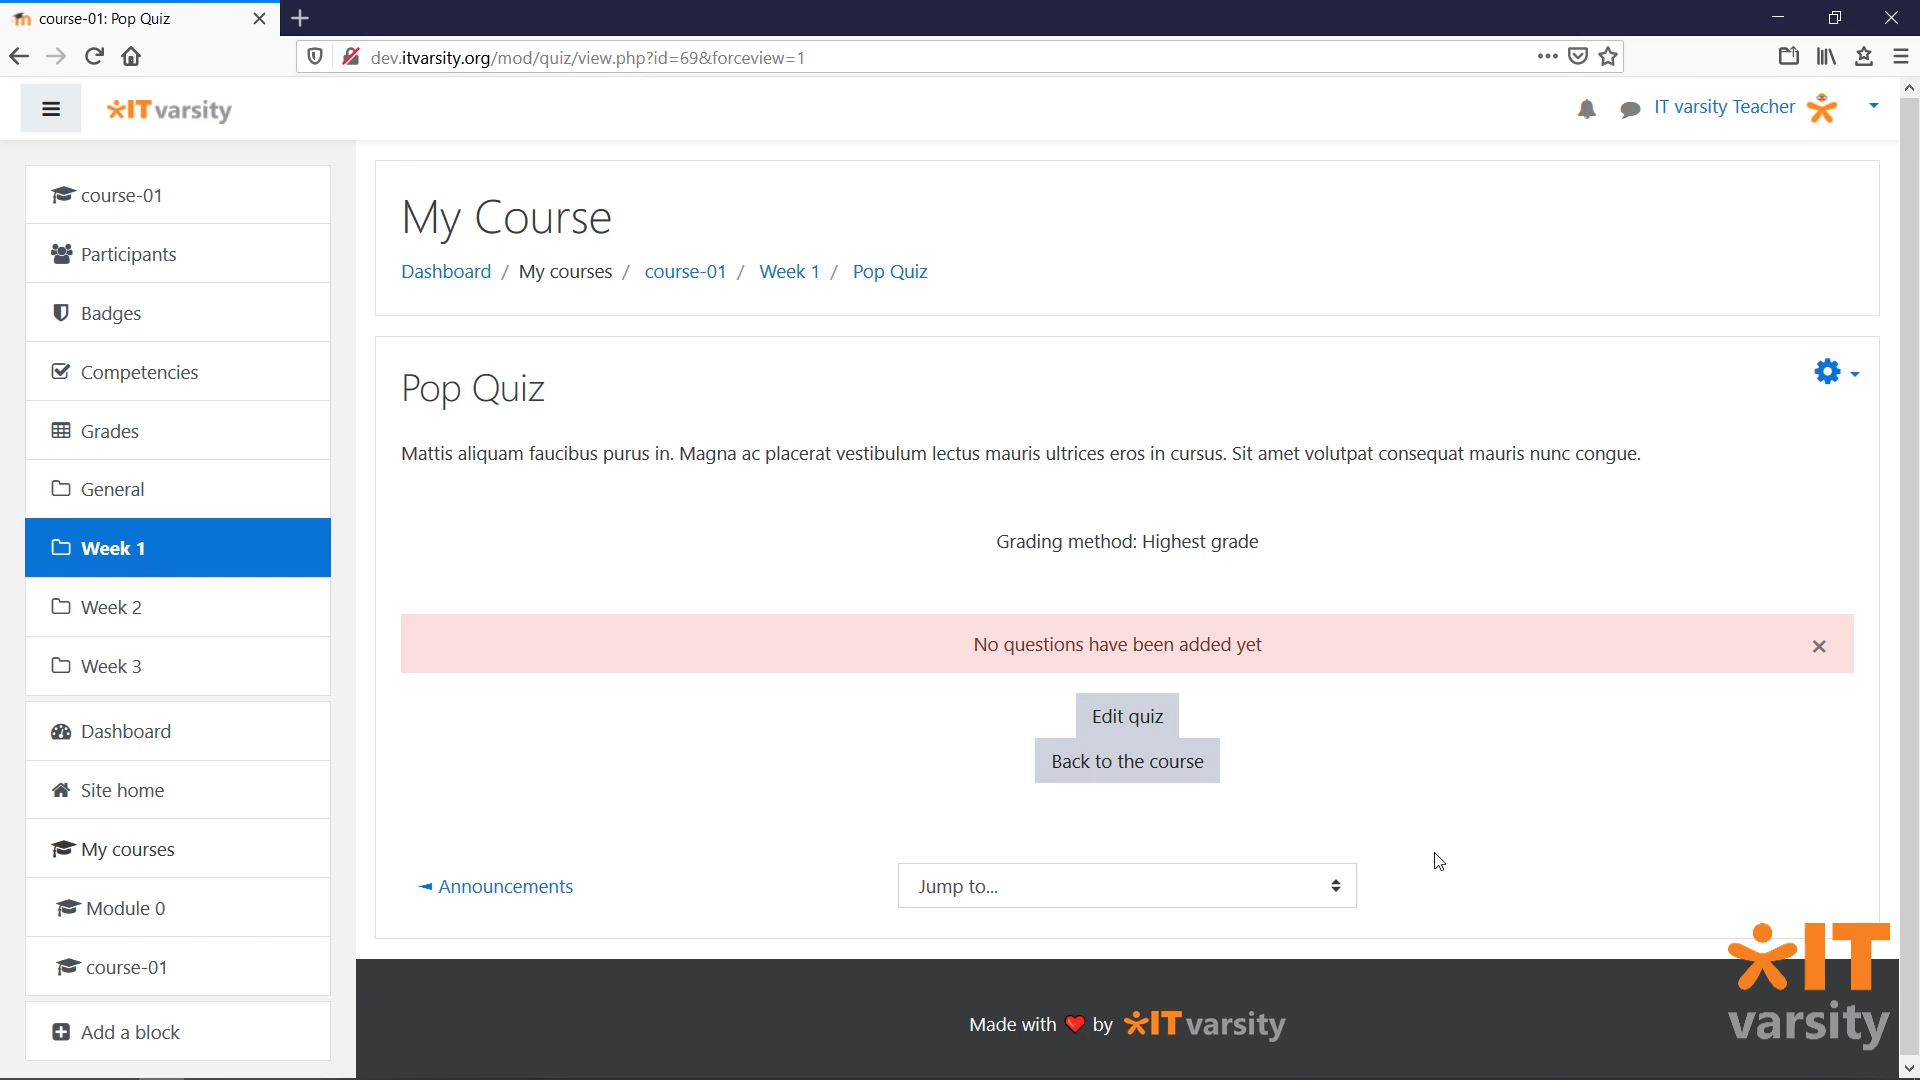 course-01: Pop Quiz
dev.itvarsity.org/mod/quiz/view.php?id=69&forceview=1
IT varsity
IT varsity Teacher
course-01
Participants
Badges
Competencies
Grades
General
Week 1
Week 2
Week 3
Dashboard
Site home
My courses
Module 0
course-01
Add a block
My Course
Dashboard / My courses / course-01 / Week 1 / Pop Quiz
Pop Quiz
Mattis aliquam faucibus purus in. Magna ac placerat vestibulum lectus mauris ultrices eros in cursus. Sit amet volutpat consequat mauris nunc congue.
Grading method: Highest grade
No questions have been added yet
Edit quiz
Back to the course
◄ Announcements
Jump to...
Made with ❤ by IT varsity
IT
varsity